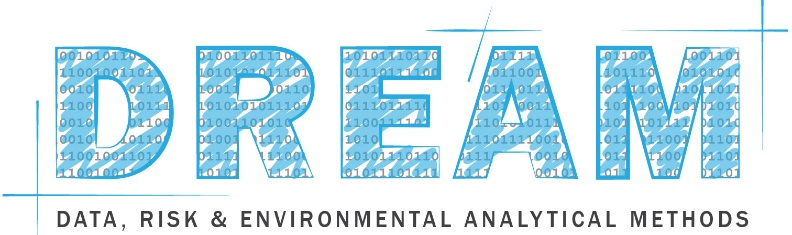 DREAM
DATA, RISK & ENVIRONMENTAL ANALYTICAL METHODS